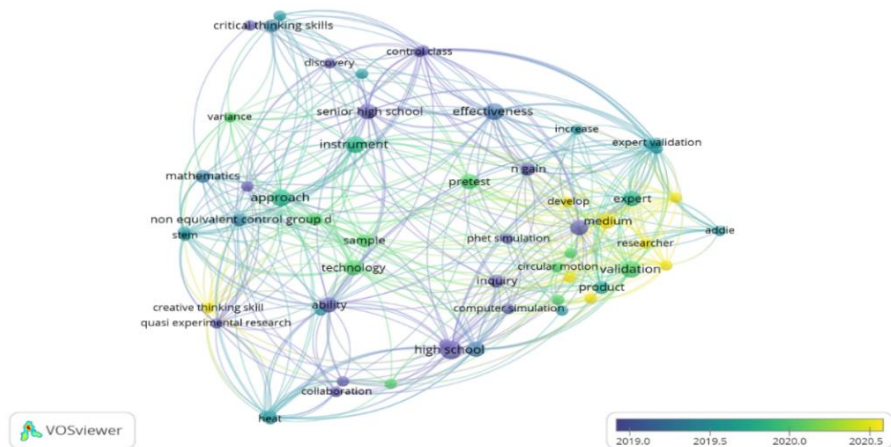 critical thinking skills
control class
discovery
variance
senior high school
effectiveness
increase
instrument
expert validation
mathematics
n gain
pretest
approach
develop
expert
non equivalent control group d
medium
stem
addie
sample
phet simulation
researcher
technology
circular motion
validation
inquiry
product
creative thinking skill
ability
computer simulation
quasi experimental research
high school
collaboration
heat
VOSviewer
2019.0 2019.5 2020.0 2020.5